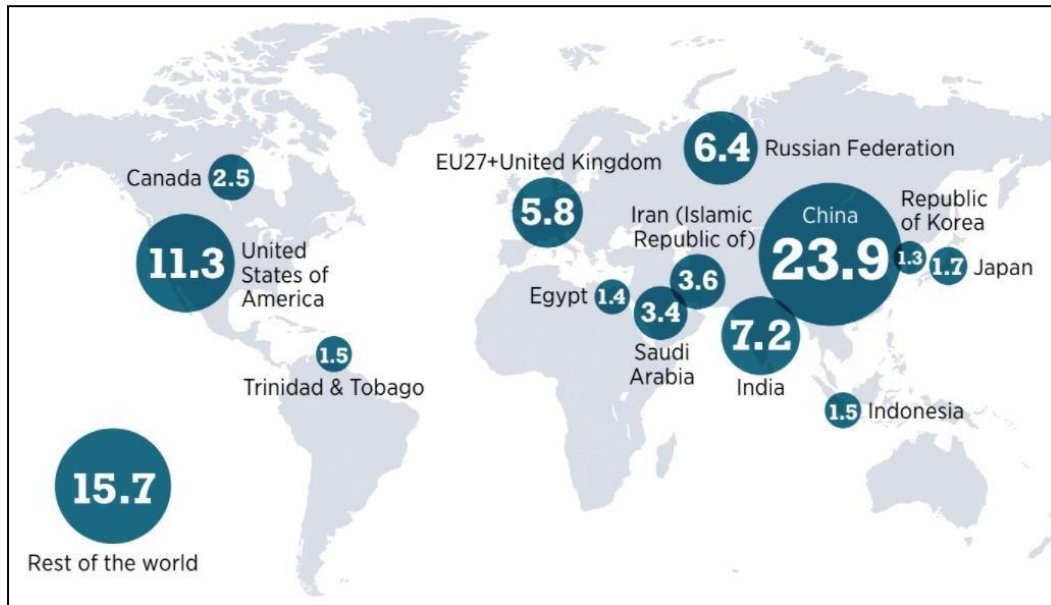 Canada 2.5
11.3
United
States of
America
1.5
Trinidad & Tobago
15.7
Rest of the world
EU27+United Kingdom
5.8
6.4 Russian Federation
Iran (Islamic
Republic of)
3.6
Egypt 1.4
3.4
Saudi
Arabia
China
23.9
Republic
of Korea
1.3
1.7 Japan
7.2
India
1.5 Indonesia